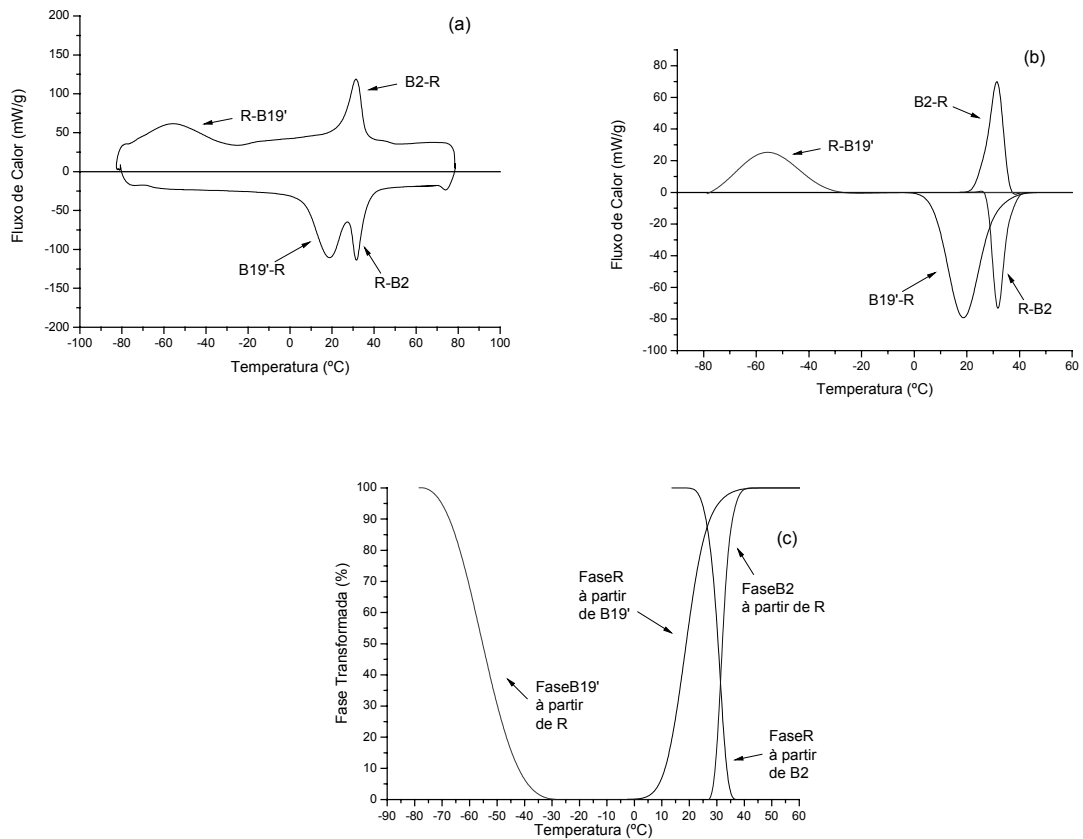 (a)
200
150
100
50
0
-50
-100
-150
-200
-100 -80 -60 -40 -20 0 20 40 60 80 100
Fluxo de Calor (mW/g)
Temperatura (ºC)
R-B19'
B2-R
B19'-R
R-B2
(b)
80
60
40
20
0
-20
-40
-60
-80
-100
-80 -60 -40 -20 0 20 40 60
Fluxo de Calor (mW/g)
Temperatura (ºC)
B2-R
R-B19'
B19'-R
R-B2
(c)
100
90
80
70
60
50
40
30
20
10
0
-90 -80 -70 -60 -50 -40 -30 -20 -10 0 10 20 30 40 50 60
Fase Transformada (%)
Temperatura (ºC)
FaseR
à partir
de B19'
FaseB2
à partir de R
FaseB19'
à partir
de R
FaseR
à partir
de B2